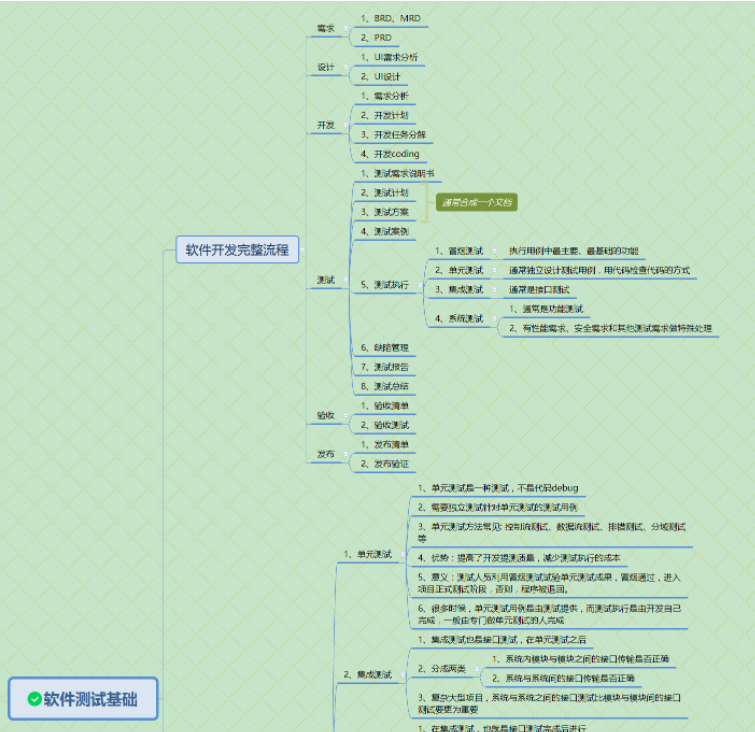 需求
1、BRD、MRD
2、PRD
设计
1、UI需求分析
2、UI设计
开发
1、需求分析
2、开发计划
3、开发任务分解
4、开发coding
软件开发完整流程
测试
1、测试需求说明书
2、测试计划
3、测试方案
通常合成一个文档
4、测试案例
5、测试执行
1、冒烟测试
执行用例中最主要、最基础的功能
2、单元测试
通常独立设计测试用例，用代码检查代码的方式
3、集成测试
通常是接口测试
4、系统测试
1、通常是功能测试
2、有性能需求、安全需求和其他测试需求做特殊处理
6、缺陷管理
7、测试报告
8、测试总结
验收
1、验收清单
2、验收测试
发布
1、发布清单
2、发布验证
软件测试基础
1、单元测试
1、单元测试是一种测试，不是代码debug
2、需要独立测试针对单元测试的测试用例
3、单元测试方法常见: 控制流测试、数据流测试、排错测试、分域测试
等
4、优势：提高了开发提测质量，减少测试执行的成本
5、意义：测试人员利用冒烟测试试验单元测试成果，冒烟通过，进入
项目正式测试阶段，否则，程序被退回。
6、很多时候，单元测试用例是由测试提供，而测试执行是由开发自己
完成，一般由专门做单元测试的人完成
2、集成测试
1、集成测试也是接口测试，在单元测试之后
2、分成两类
1、系统内模块与模块之间的接口传输是否正确
2、系统与系统间的接口传输是否正确
3、复杂大型项目，系统与系统之间的接口测试比模块与模块间的接口
测试要更为重要
1、在集成测试，也就是接口测试完成后进行